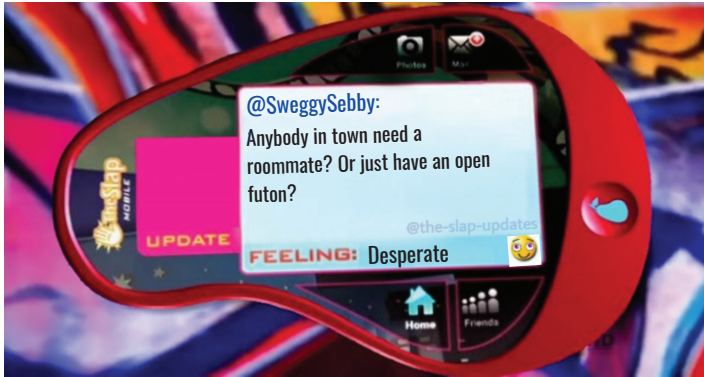 Photos
@SweggySebby:
Anybody in town need a
roommate? Or just have an open
futon?
@the-slap-updates
theSlap
MOBILE
UPDATE
FEELING: Desperate
Home
Friends